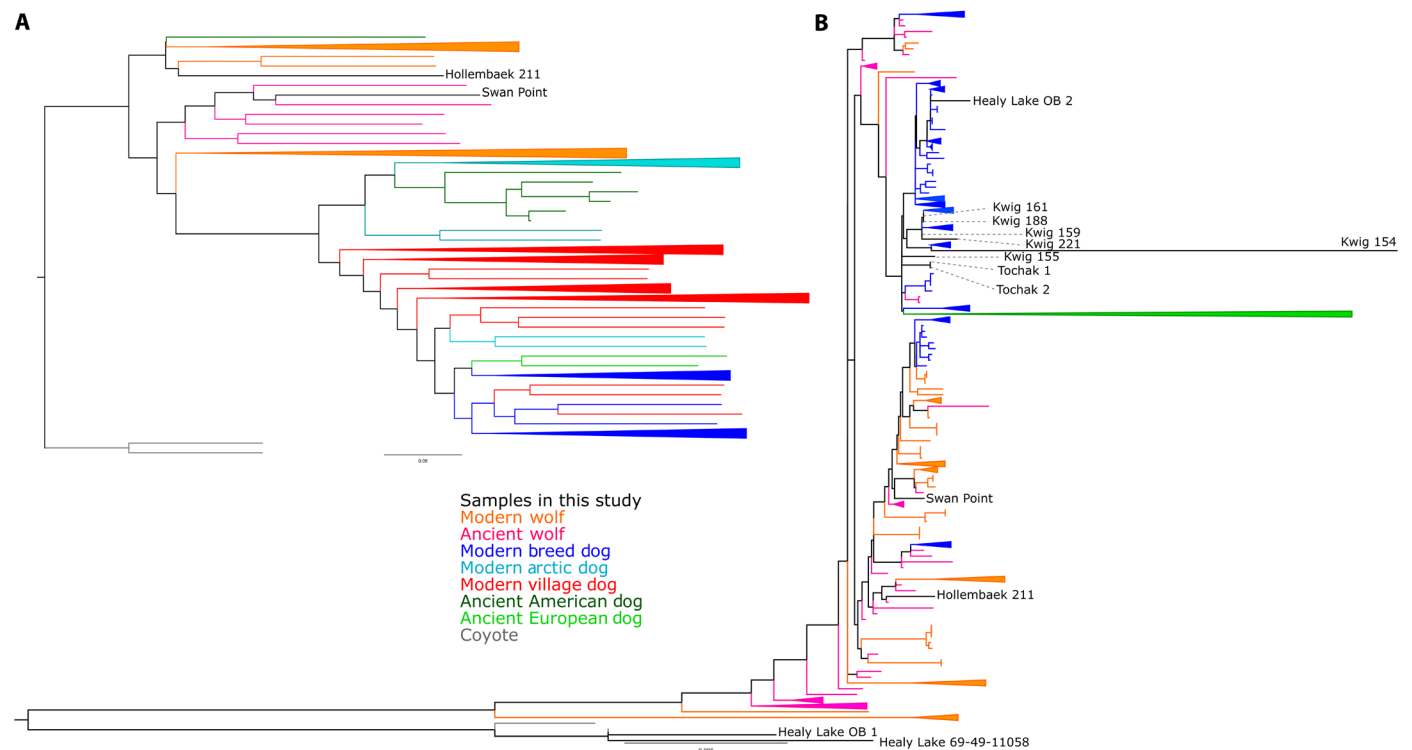 A
Hollembaek 211
Swan Point
0.06
Samples in this study
Modern wolf
Ancient wolf
Modern breed dog
Modern arctic dog
Modern village dog
Ancient American dog
Ancient European dog
Coyote
B
Healy Lake OB 2
Kwig 161
Kwig 188
Kwig 159
Kwig 221
Kwig 154
Kwig 155
Tochak 1
Tochak 2
Swan Point
Hollembaek 211
Healy Lake OB 1
Healy Lake 69-49-11058